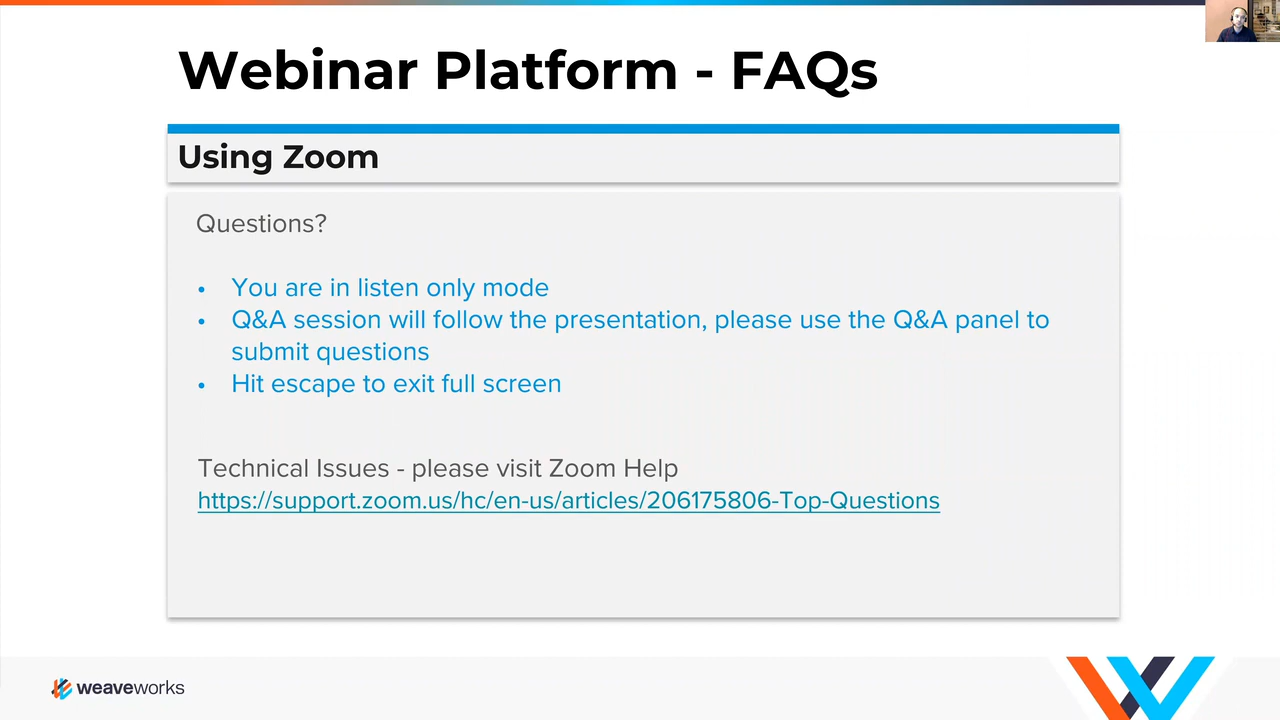 Webinar Platform - FAQs
Using Zoom
Questions?
• You are in listen only mode
• Q&A session will follow the presentation, please use the Q&A panel to
submit questions
• Hit escape to exit full screen
Technical Issues - please visit Zoom Help
https://support.zoom.us/hc/en-us/articles/206175806-Top-Questions
weaveworks